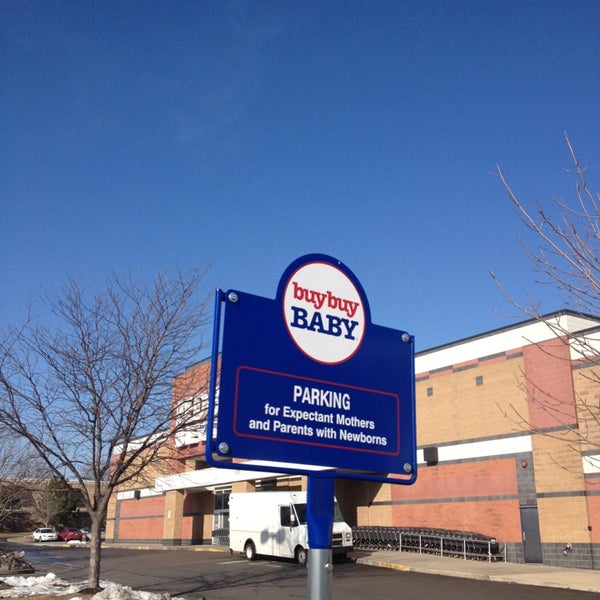 buybuy
BABY
PARKING
for Expectant Mothers
and Parents with Newborns